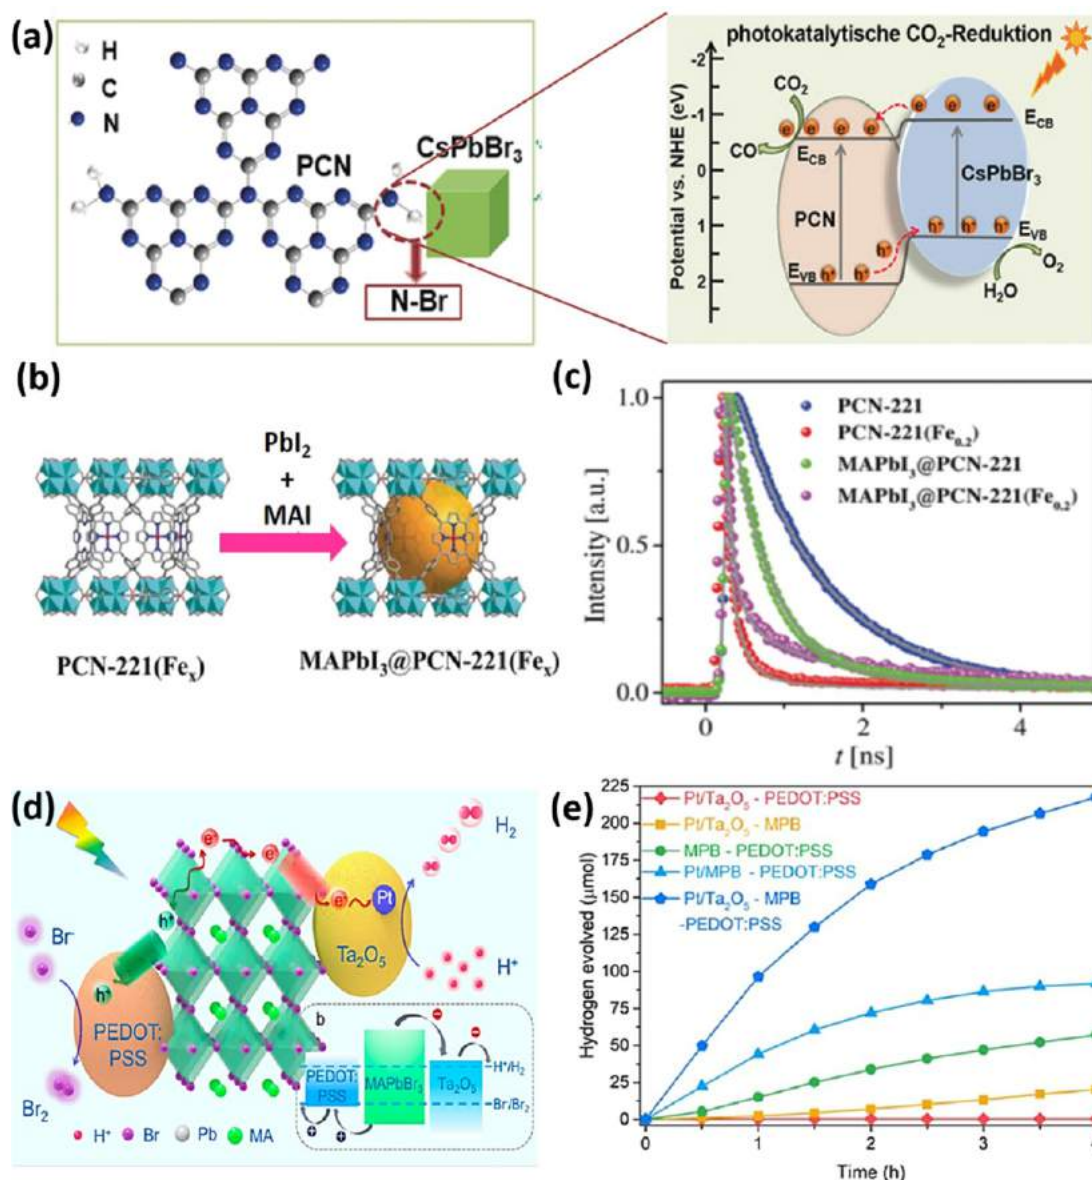 (a)
H
C
N
PCN
CsPbBr3
N-Br
photokatalytische CO2-Reduktion
Potential vs. NHE (eV)
-2
-1
0
1
2
CO2
CO
e e e e
e e e
ECB
ECB
PCN
CsPbBr3
h+ h+ h+
h+
EVB
EVB
h+ h+
O2
H2O
(b)
PbI2
+
MAI
PCN-221(Fex)
MAPbI3@PCN-221(Fex)
(c)
Intensity [a.u.]
1.0
0.5
0.0
PCN-221
PCN-221(Fe0.2)
MAPbI3@PCN-221
MAPbI3@PCN-221(Fe0.2)
0 2 4
t [ns]
(d)
H2
e-
e-
e-
Pt
h+
Ta2O5
Br-
H+
h+
PEDOT:
PSS
Br2
b
PEDOT:
PSS
MAPbBr3
Ta2O5
H+/H2
Br-/Br2
H+ Br Pb MA
(e)
Hydrogen evolved (µmol)
225
200
175
150
125
100
75
50
25
0
Pt/Ta2O5 - PEDOT:PSS
Pt/Ta2O5 - MPB
MPB - PEDOT:PSS
Pt/MPB - PEDOT:PSS
Pt/Ta2O5 - MPB
-PEDOT:PSS
0 1 2 3
Time (h)